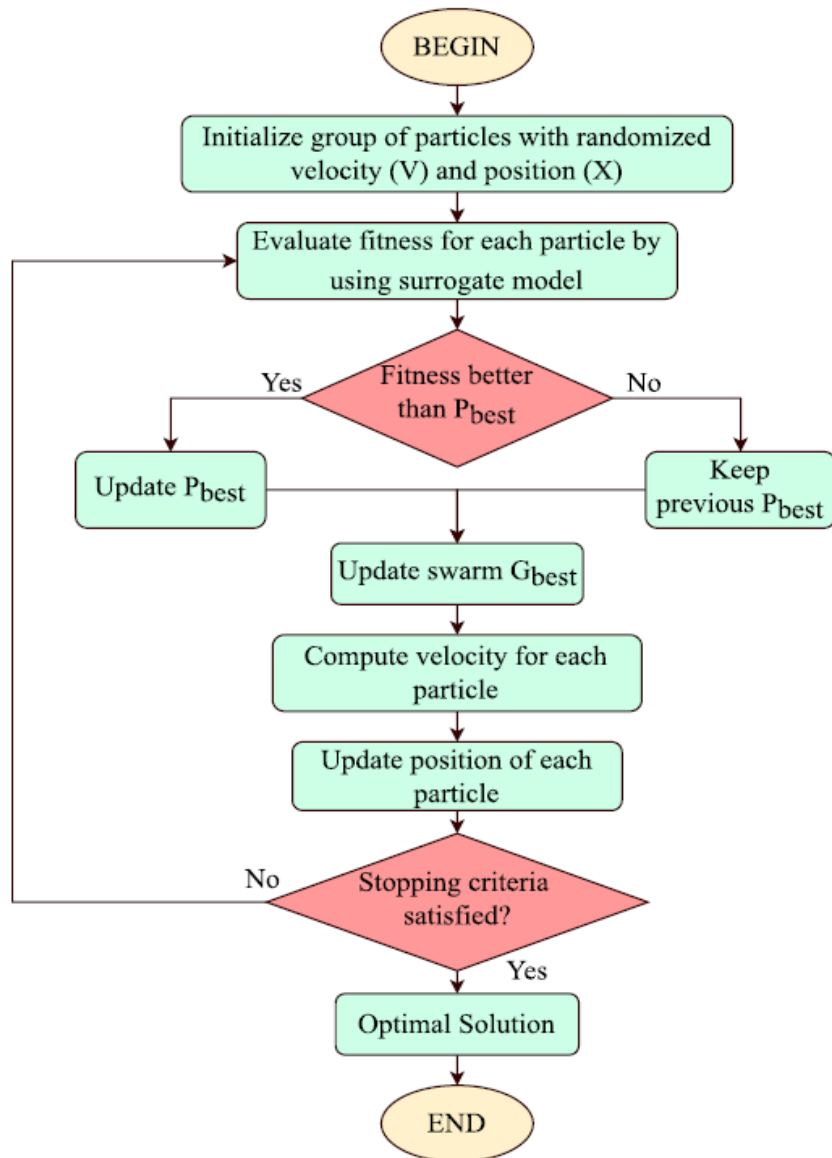 BEGIN
Initialize group of particles with randomized
velocity (V) and position (X)
Evaluate fitness for each particle by
using surrogate model
Yes
Fitness better
than Pbest
No
Update Pbest
Keep
previous Pbest
Update swarm Gbest
Compute velocity for each
particle
Update position of each
particle
No
Stopping criteria
satisfied?
Yes
Optimal Solution
END